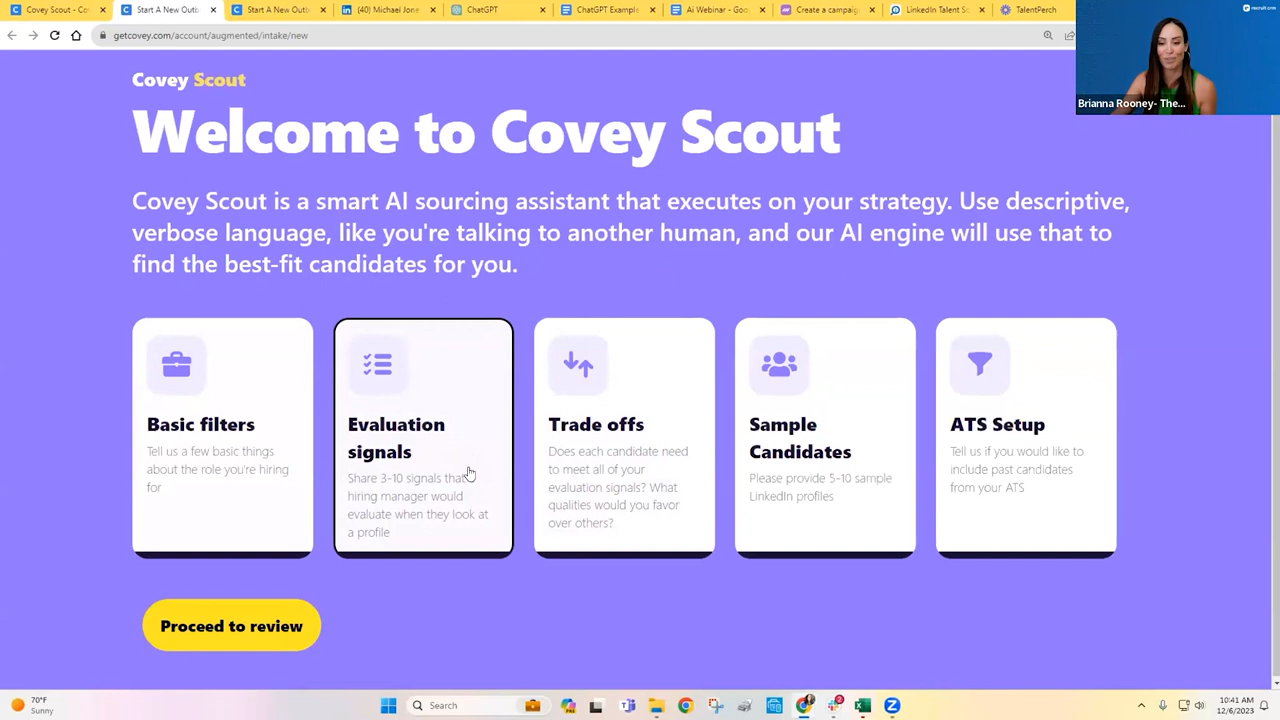 Covey Scout - Cov
Start A New Outb
Start A New Outb
(40) Michael Jone
ChatGPT
ChatGPT Example
Ai Webinar - Goo
Create a campaig
LinkedIn Talent So
TalentPerch
recruit crm
getcovey.com/account/augmented/intake/new
Brianna Rooney- The...
Covey Scout
Welcome to Covey Scout
Covey Scout is a smart AI sourcing assistant that executes on your strategy. Use descriptive,
verbose language, like you're talking to another human, and our AI engine will use that to
find the best-fit candidates for you.
Basic filters
Tell us a few basic things
about the role you're hiring
for
Evaluation
signals
Share 3-10 signals that
hiring manager would
evaluate when they look at
a profile
Trade offs
Does each candidate need
to meet all of your
evaluation signals? What
qualities would you favor
over others?
Sample
Candidates
Please provide 5-10 sample
LinkedIn profiles
ATS Setup
Tell us if you would like to
include past candidates
from your ATS
Proceed to review
70°F
Sunny
Search
10:41 AM
12/6/2023